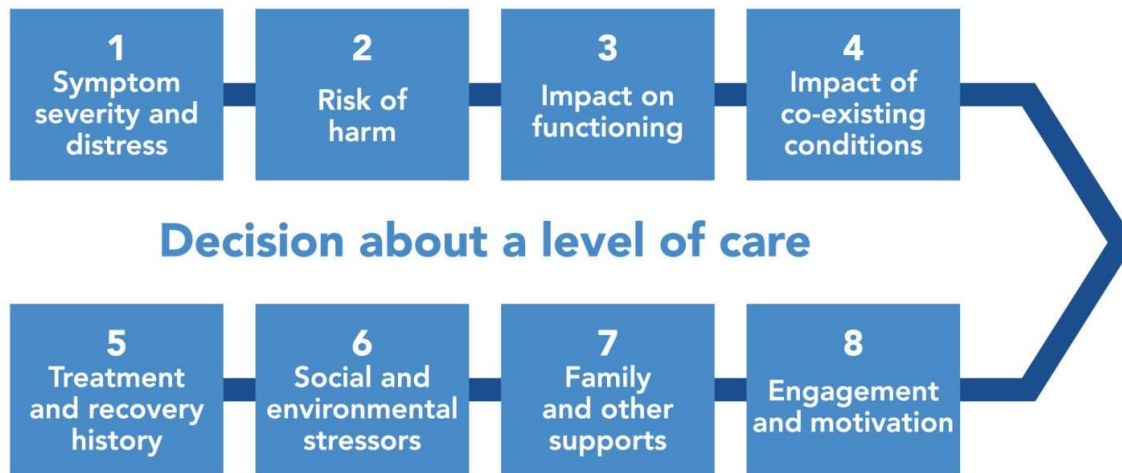 1
Symptom
severity and
distress
2
Risk of
harm
3
Impact on
functioning
4
Impact of
co-existing
conditions
Decision about a level of care
5
Treatment
and recovery
history
6
Social and
environmental
stressors
7
Family
and other
supports
8
Engagement
and motivation